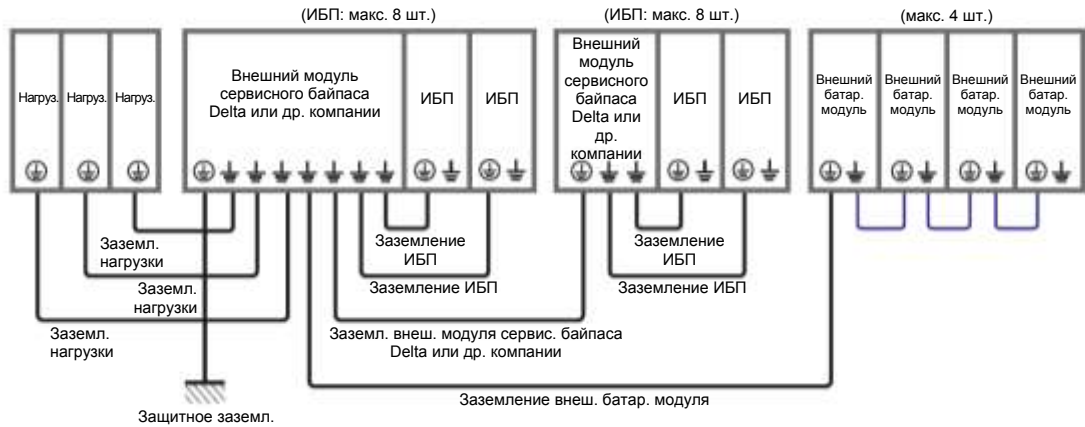 (ИБП: макс. 8 шт.)
(ИБП: макс. 8 шт.)
(макс. 4 шт.)
Нагруз.
Нагруз.
Нагруз.
Внешний модуль
сервисного байпаса
Delta или др. компании
ИБП
ИБП
Внешний
модуль
сервисного
байпаса
Delta или
др.
компании
ИБП
ИБП
Внешний
батар.
модуль
Внешний
батар.
модуль
Внешний
батар.
модуль
Внешний
батар.
модуль
Заземл.
нагрузки
Заземл.
нагрузки
Заземл.
нагрузки
Заземление
ИБП
Заземление ИБП
Заземление
ИБП
Заземление ИБП
Заземл. внеш. модуля сервис. байпаса
Delta или др. компании
Заземление внеш. батар. модуля
Защитное заземл.